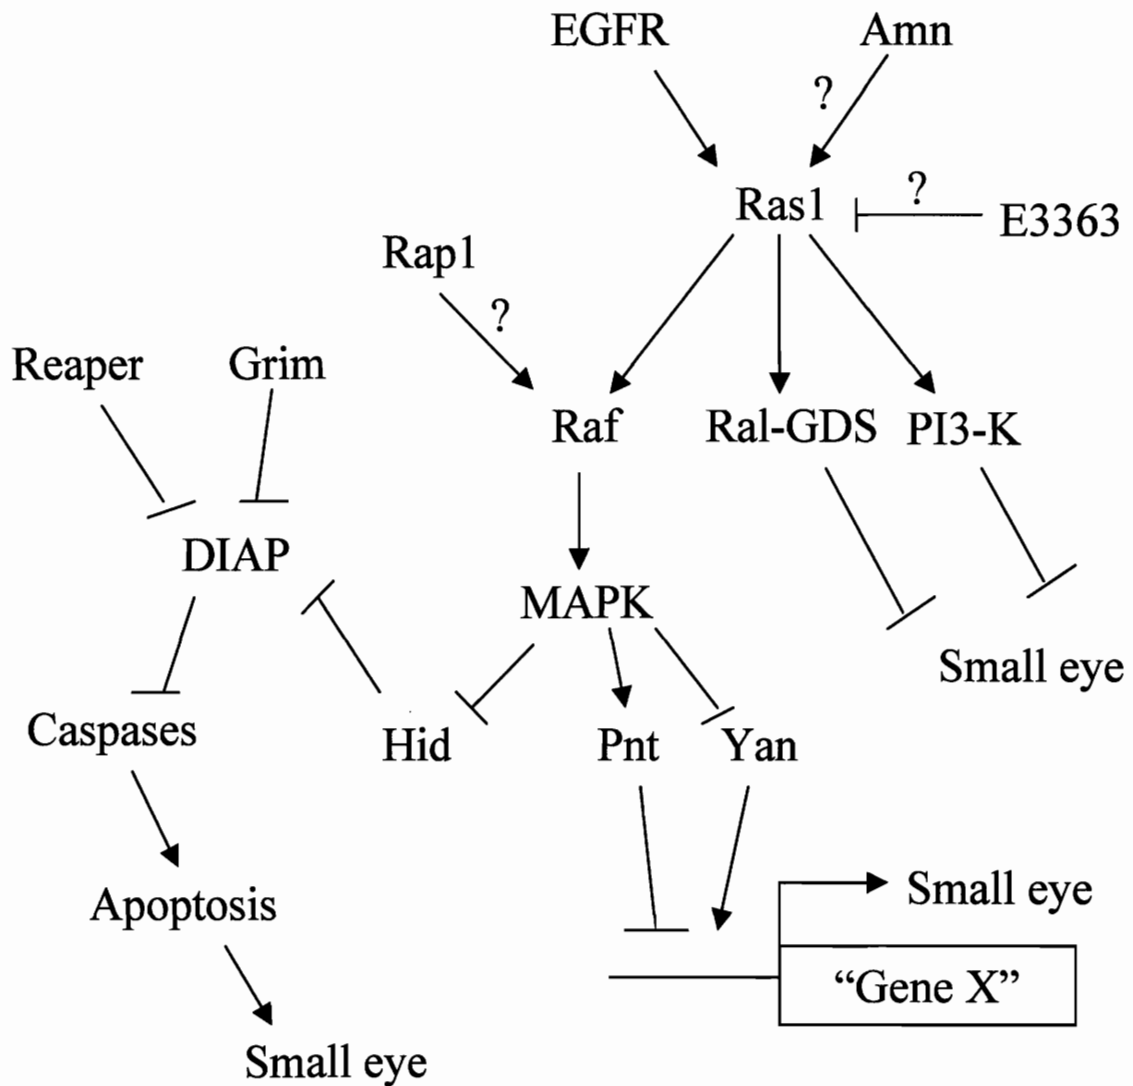 EGFR
Amn
?
Ras1
?
E3363
Rap1
?
Reaper
Grim
Raf
Ral-GDS
PI3-K
DIAP
MAPK
Small eye
Caspases
Hid
Pnt
Yan
Apoptosis
Small eye
“Gene X”
Small eye